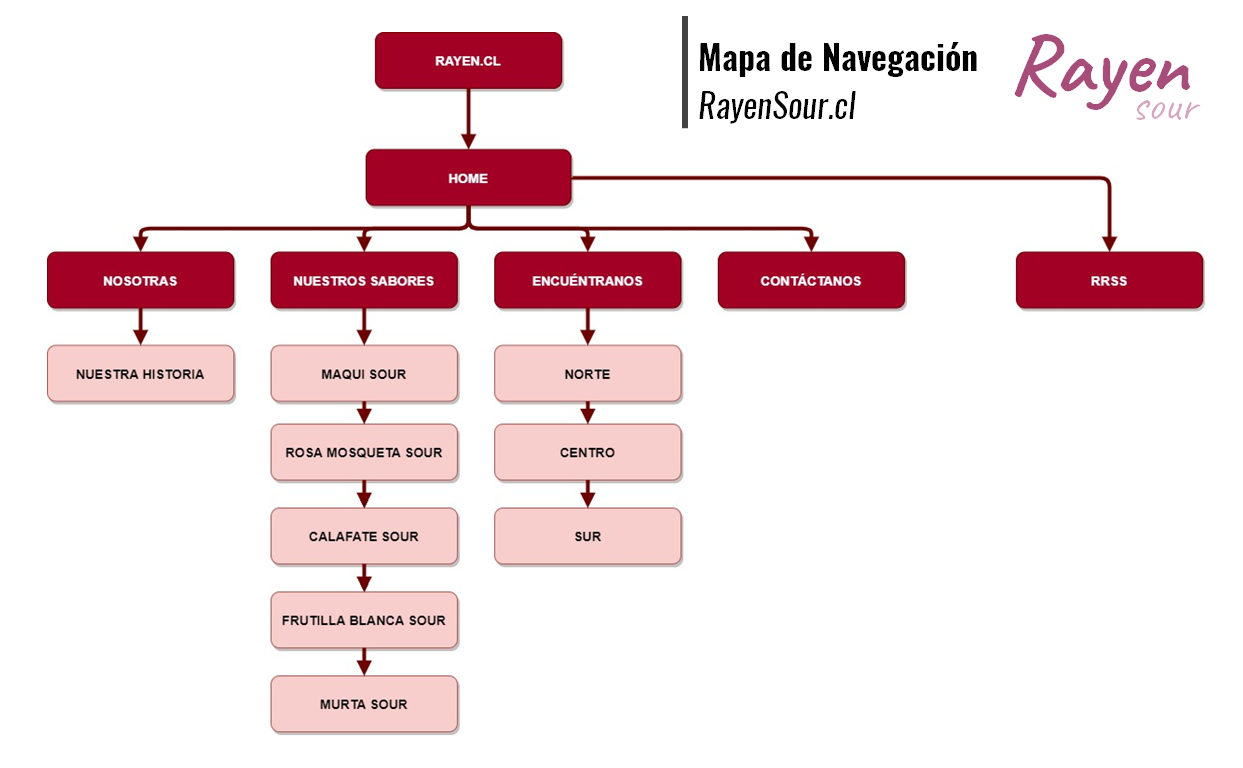 RAYEN.CL
Mapa de Navegación
RayenSour.cl
Rayen
sour
HOME
NOSOTRAS
NUESTROS SABORES
ENCUÉNTRANOS
CONTÁCTANOS
RRSS
NUESTRA HISTORIA
MAQUI SOUR
NORTE
ROSA MOSQUETA SOUR
CENTRO
CALAFATE SOUR
SUR
FRUTILLA BLANCA SOUR
MURTA SOUR